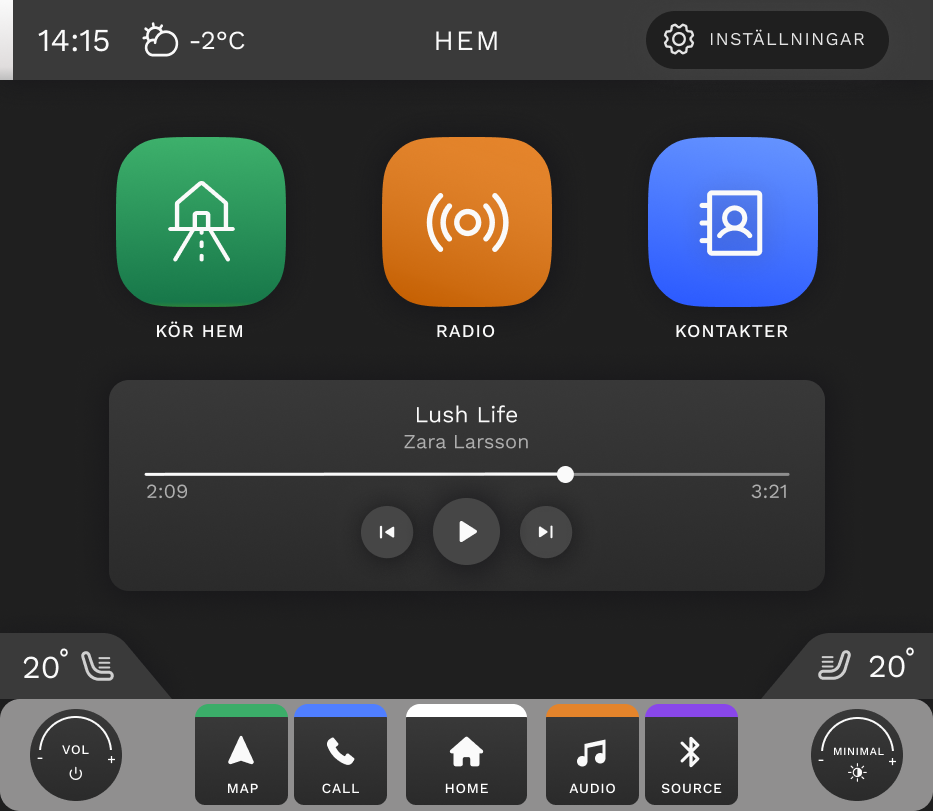 14:15 -2°C HEM INSTÄLLNINGAR
KÖR HEM RADIO KONTAKTER
Lush Life
Zara Larsson
2:09 3:21
20° 20°
VOL
- +
MAP CALL HOME AUDIO SOURCE
MINIMAL
- +